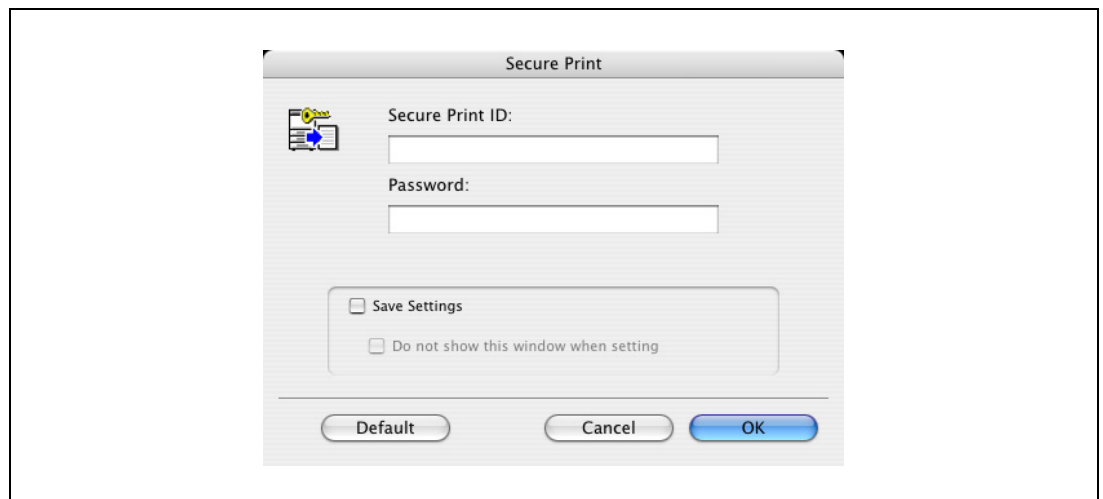 Secure Print
Secure Print ID:
Password:
Save Settings
Do not show this window when setting
Default Cancel OK